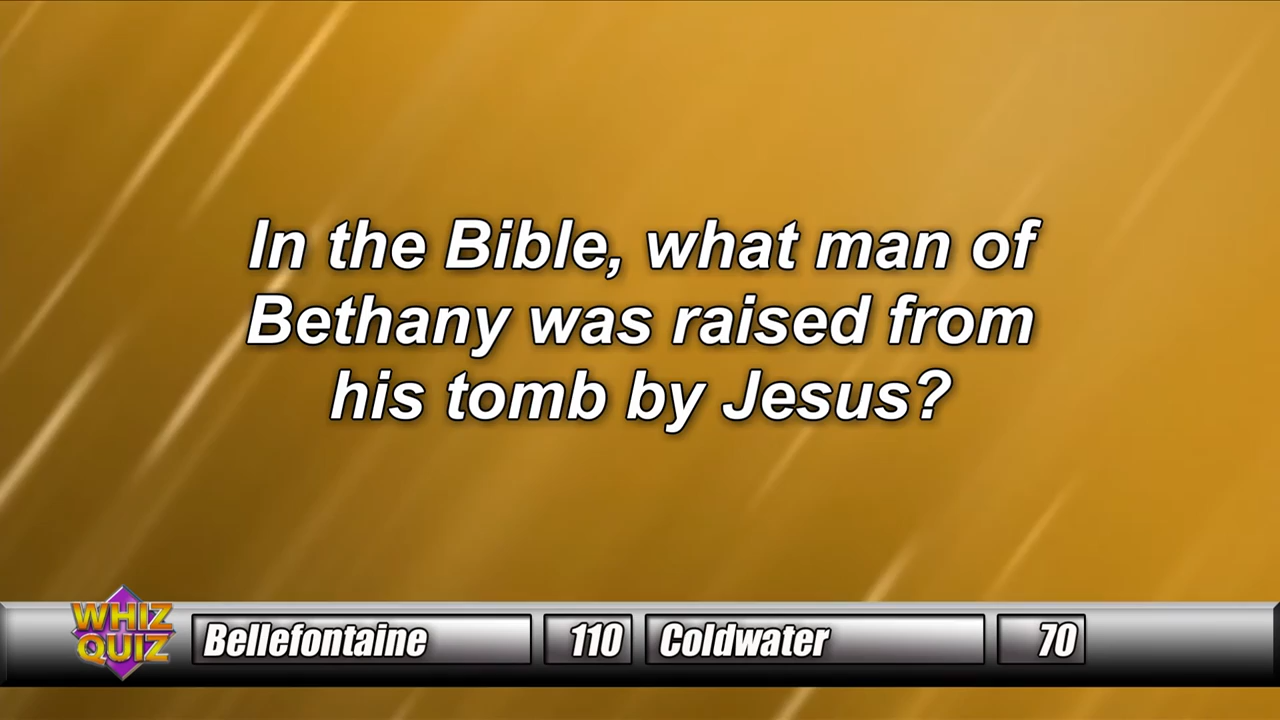 In the Bible, what man of
Bethany was raised from
his tomb by Jesus?
WHIZ
QUIZ
Bellefontaine 110 Coldwater 70